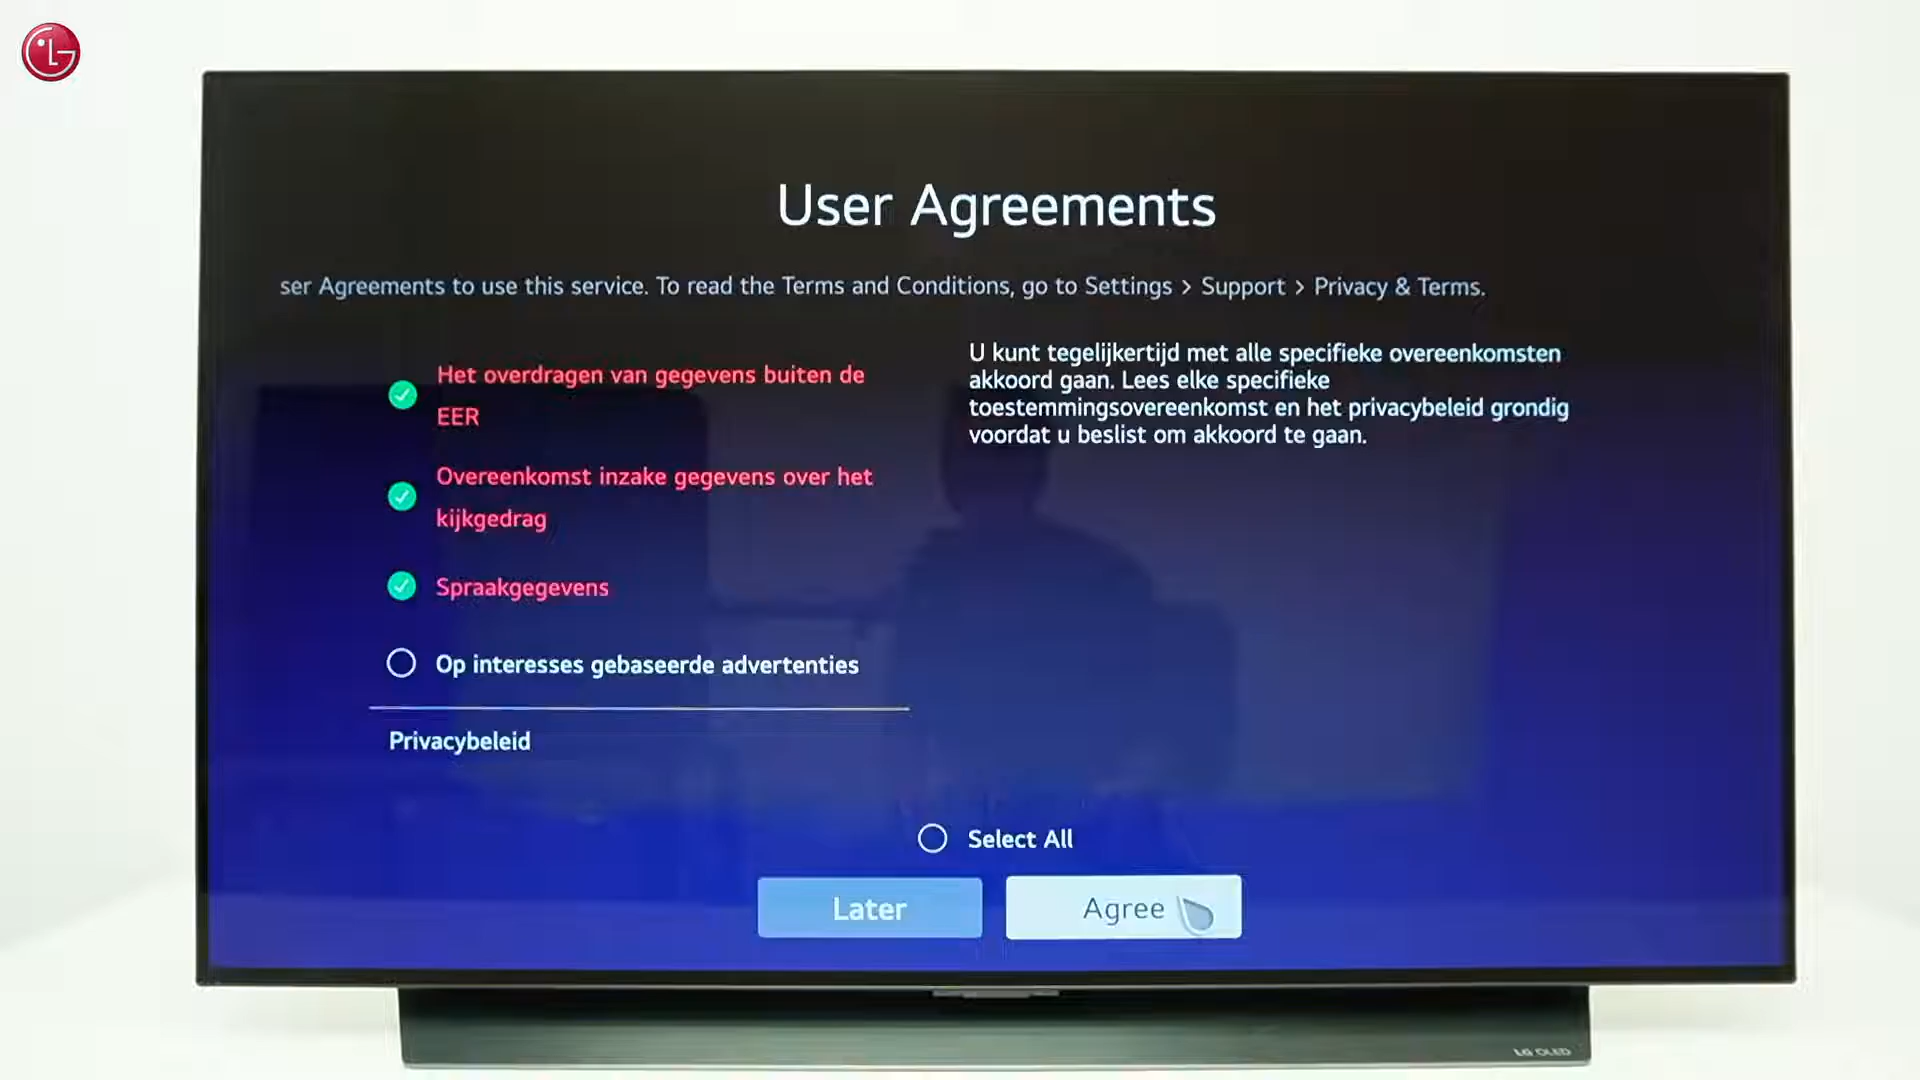 LG
User Agreements
ser Agreements to use this service. To read the Terms and Conditions, go to Settings > Support > Privacy & Terms.
Het overdragen van gegevens buiten de
EER
Overeenkomst inzake gegevens over het
kijkgedrag
Spraakgegevens
Op interesses gebaseerde advertenties
Privacybeleid
U kunt tegelijkertijd met alle specifieke overeenkomsten
akkoord gaan. Lees elke specifieke
toestemmingsovereenkomst en het privacybeleid grondig
voordat u beslist om akkoord te gaan.
Select All
Later
Agree
LG OLED